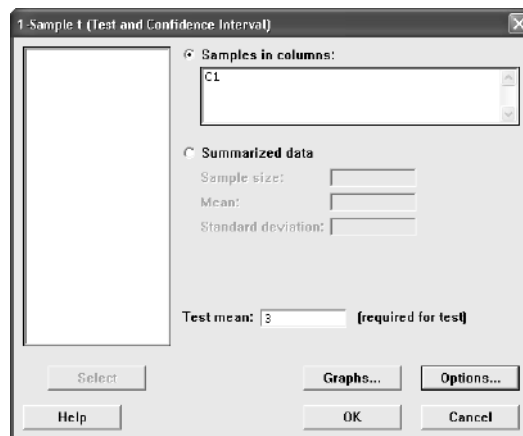 1-Sample t (Test and Confidence Interval)
Samples in columns:
C1
Summarized data
Sample size:
Mean:
Standard deviation:
Test mean: 3 (required for test)
Select
Graphs... Options...
Help OK Cancel